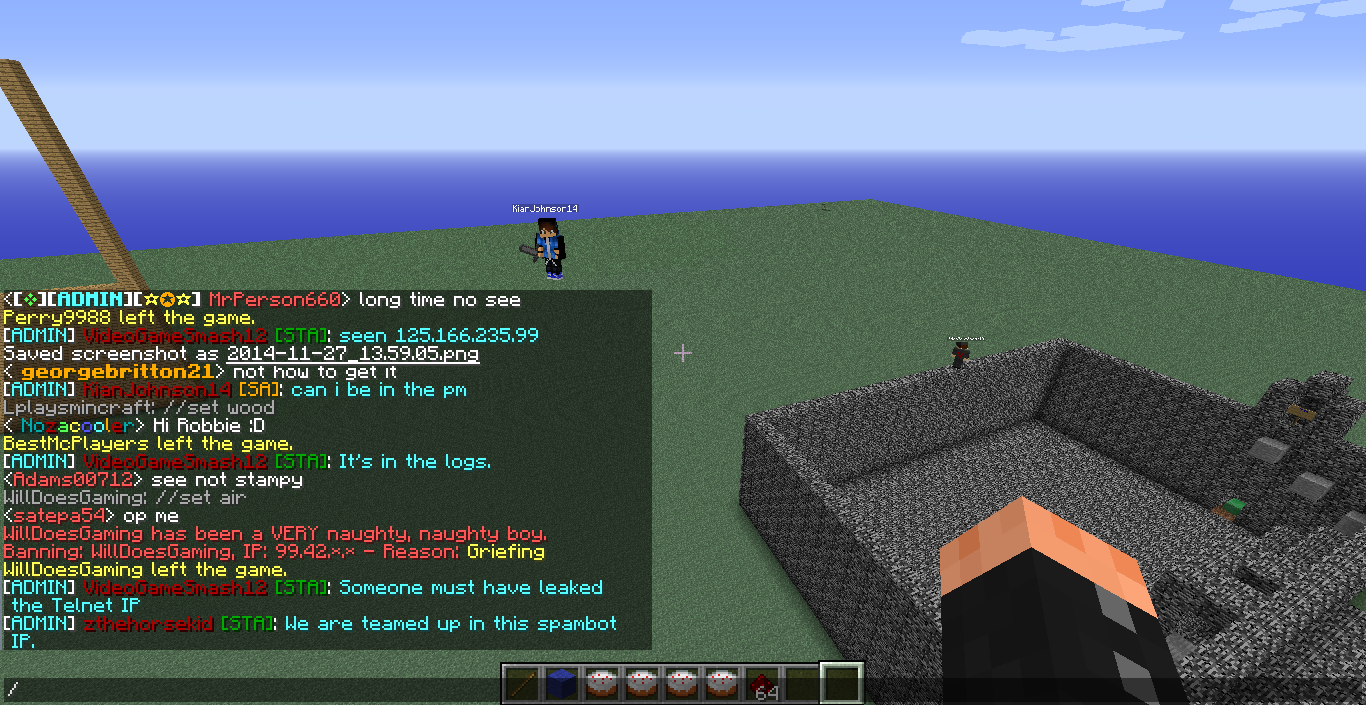 KianJohnson14
<[❖][ADMIN][☆✪☆] MrPerson660> long time no see
Perry9988 left the game.
[ADMIN] VideoGameSmash12 [STA]: seen 125.166.235.99
Saved screenshot as 2014-11-27_13.59.05.png
< georgebritton21> not how to get it
[ADMIN] KianJohnson14 [SA]: can i be in the pm
Lplaysmincraft: //set wood
< Nozacooler> Hi Robbie :D
BestMcPlayers left the game.
[ADMIN] VideoGameSmash12 [STA]: It's in the logs.
<Adams00712> see not stampy
WillDoesGaming: //set air
<satepa54> op me
WillDoesGaming has been a VERY naughty, naughty boy.
Banning: WillDoesGaming, IP: 99.42.*.* - Reason: Griefing
WillDoesGaming left the game.
[ADMIN] VideoGameSmash12 [STA]: Someone must have leaked
the Telnet IP
[ADMIN] zthehorsekid [STA]: We are teamed up in this spambot
IP.
64
/